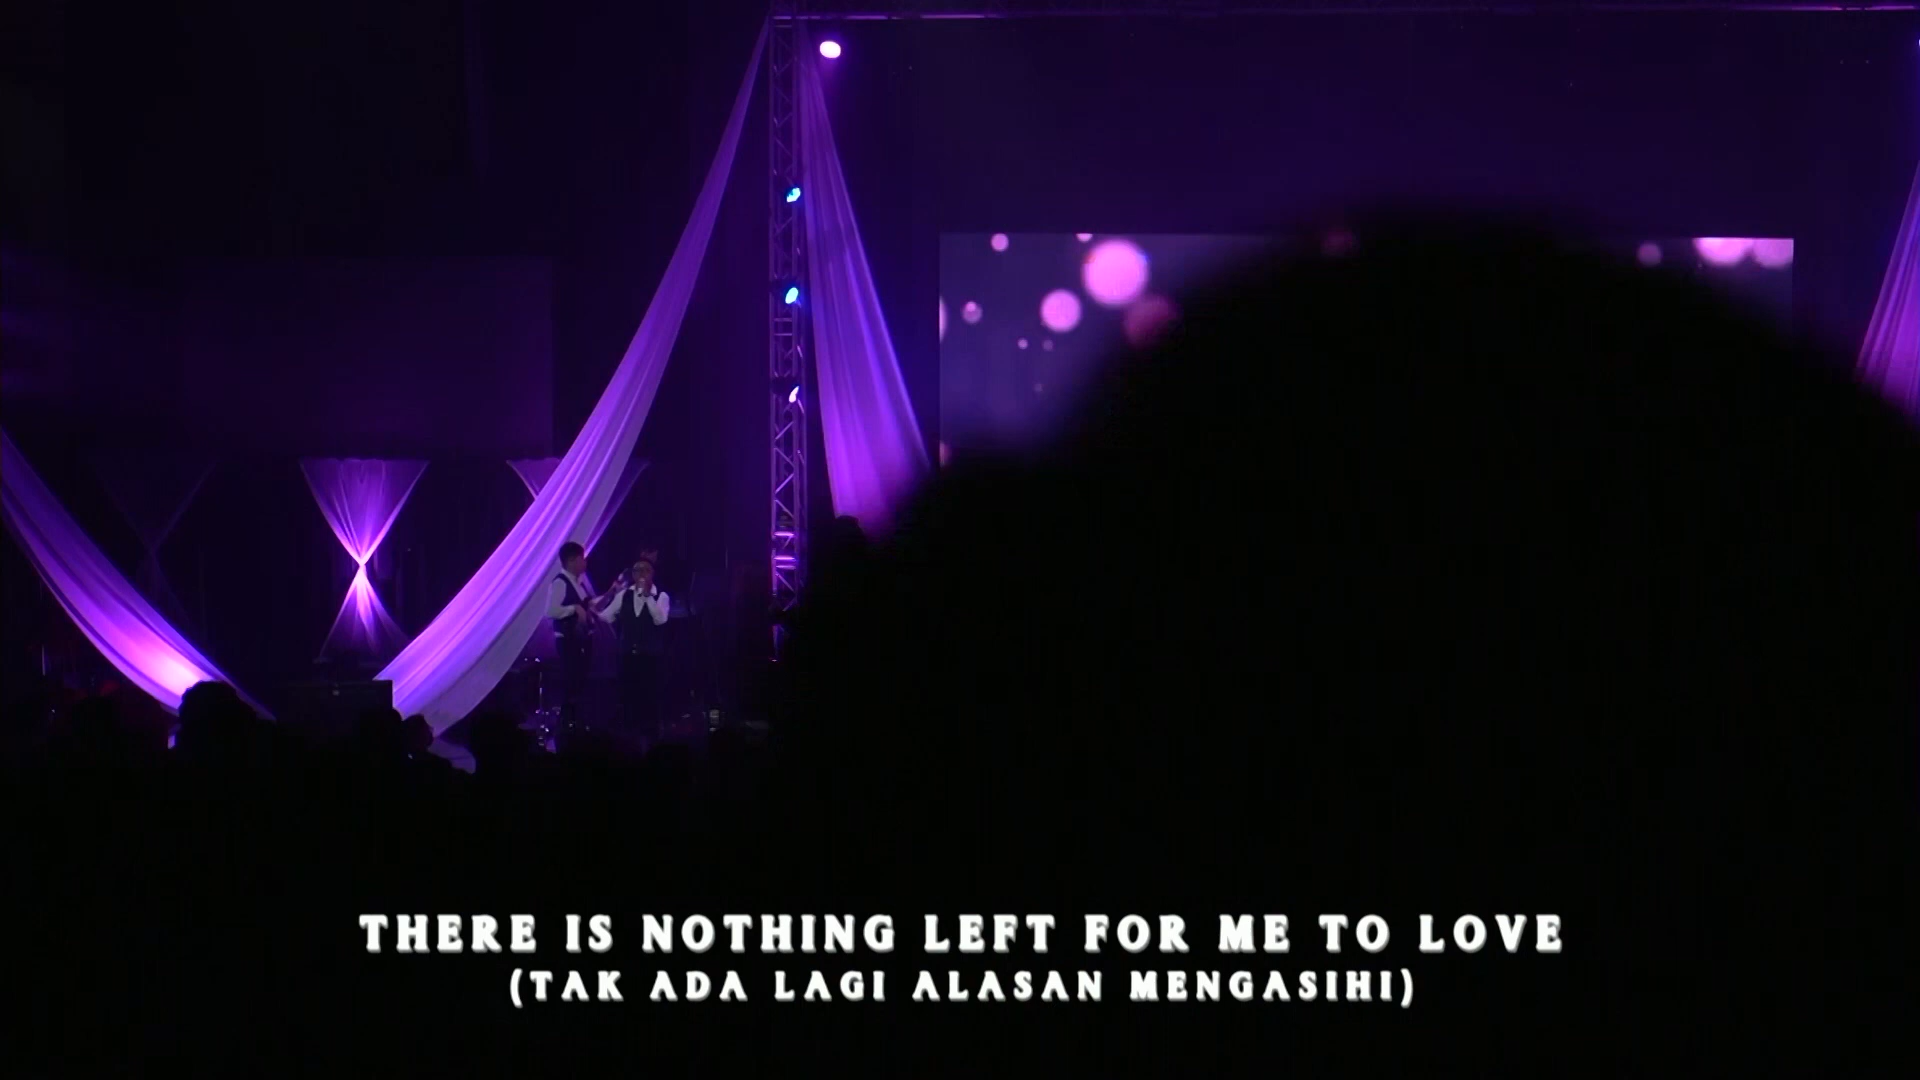 THERE IS NOTHING LEFT FOR ME TO LOVE
(TAK ADA LAGI ALASAN MENGASIHI)